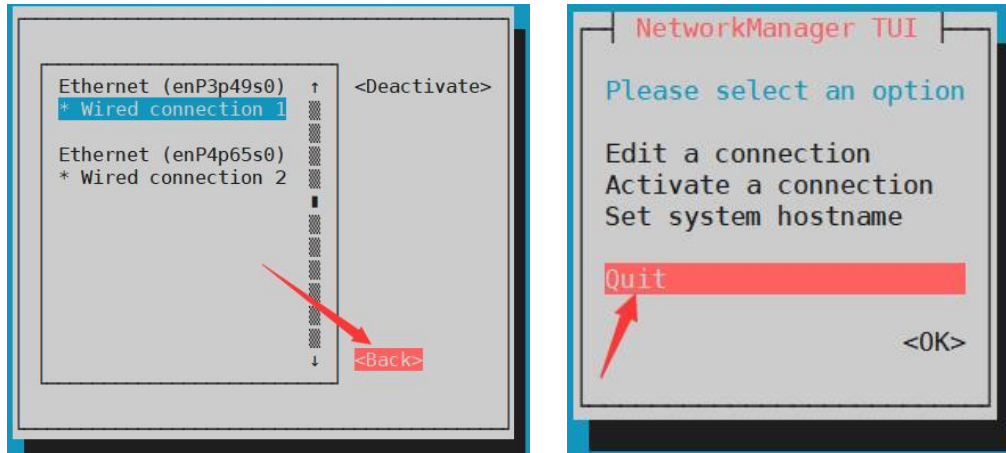 Ethernet (enP3p49s0) ↑ <Deactivate>
* Wired connection 1
Ethernet (enP4p65s0)
* Wired connection 2
↓ <Back>
NetworkManager TUI
Please select an option
Edit a connection
Activate a connection
Set system hostname
Quit
<OK>